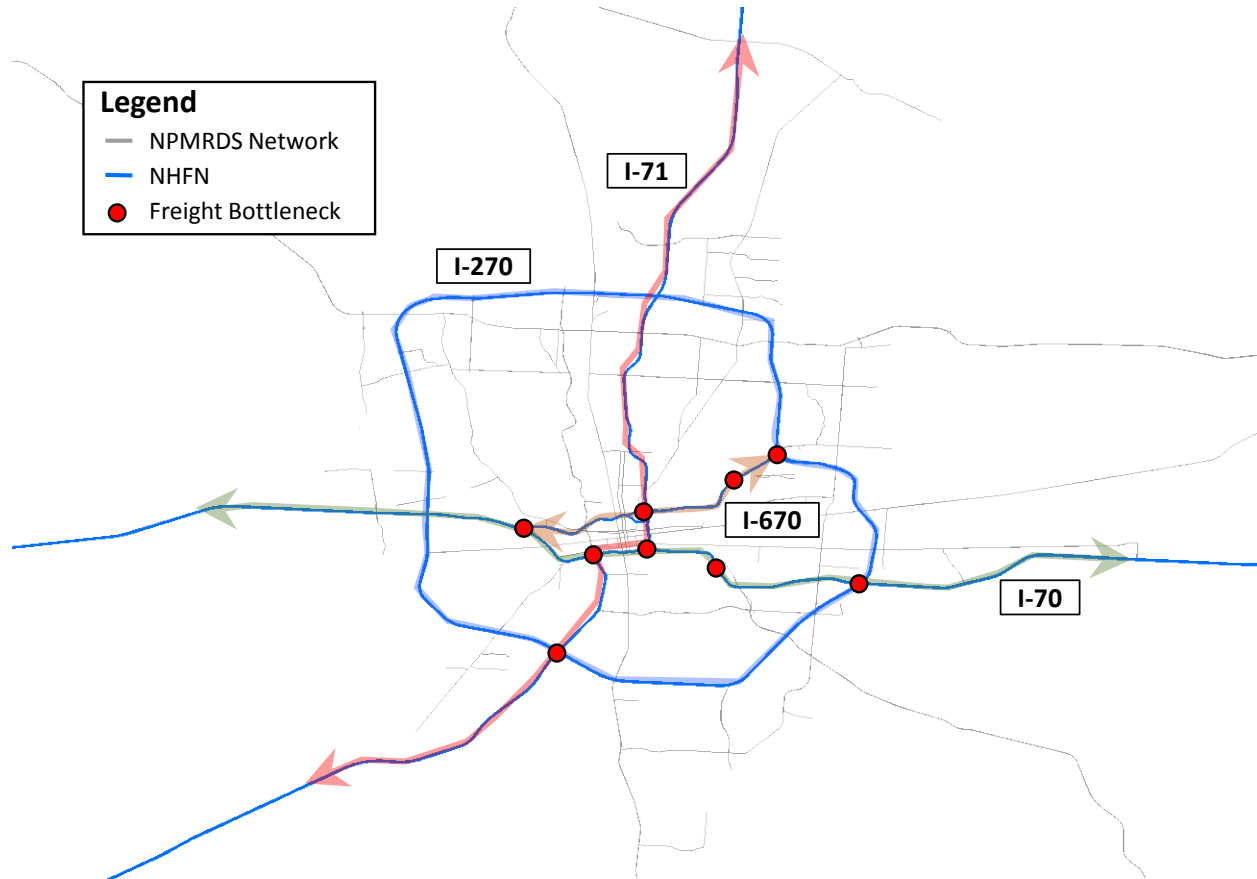 Legend
NPMRDS Network
NHFN
Freight Bottleneck
I-71
I-270
I-670
I-70